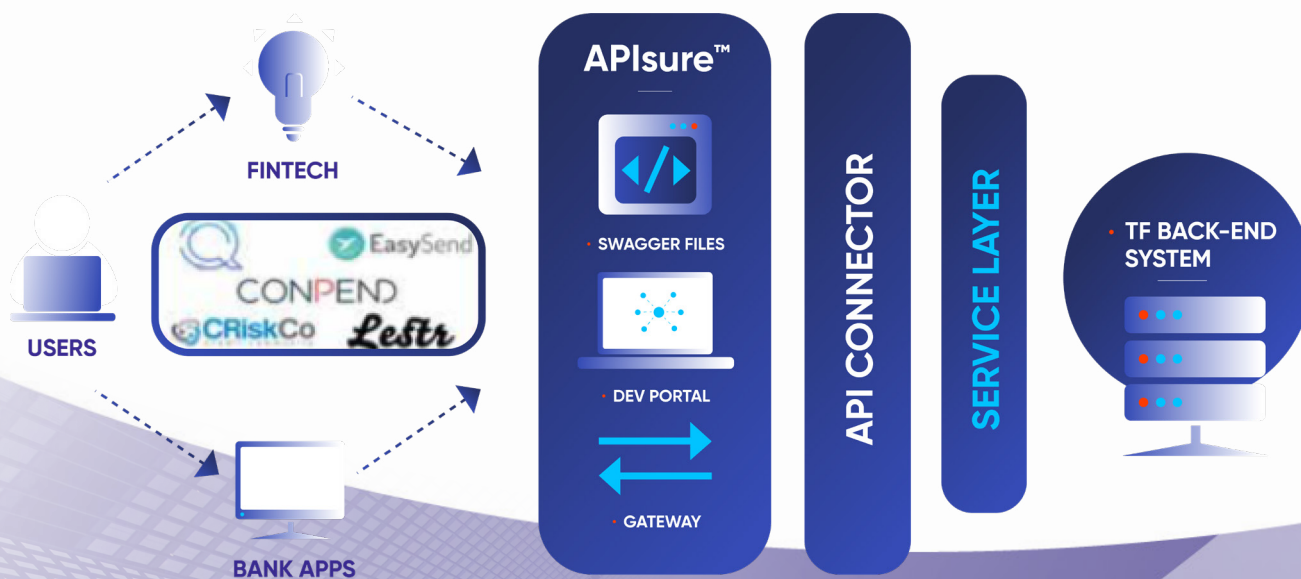 FINTECH
USERS
EasySend
CONPEND
CRiskCo
Lestr
BANK APPS
APIsure™
</>
• SWAGGER FILES
• DEV PORTAL
• GATEWAY
API CONNECTOR
SERVICE LAYER
• TF BACK-END
SYSTEM